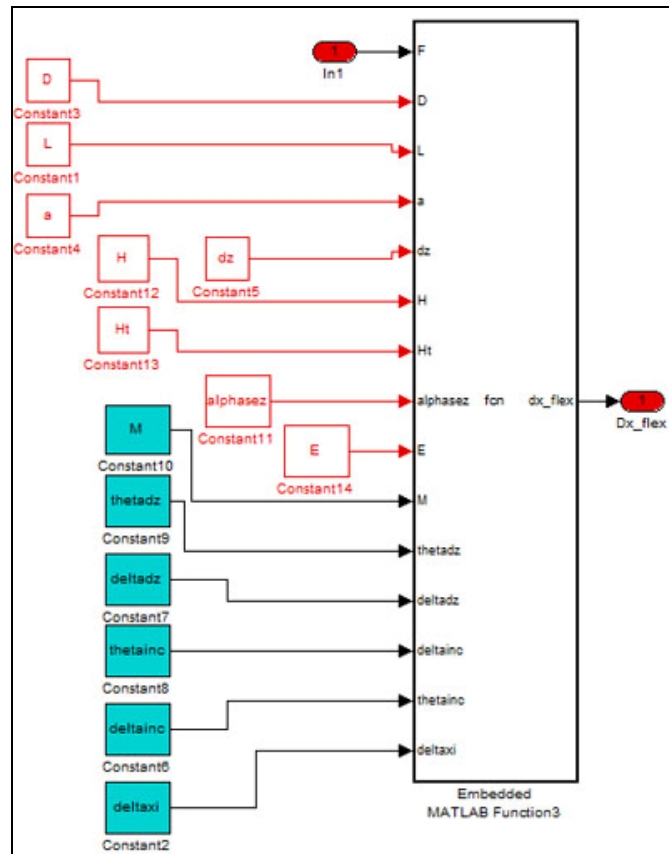 1
In1
F
D
Constant3
D
L
Constant1
L
a
Constant4
a
dz
Constant5
dz
H
Constant12
H
Ht
Constant13
Ht
alphasez
Constant11
alphasez
fcn
dx_flex
1
Dx_flex
E
Constant14
E
M
Constant10
M
thetadz
Constant9
thetadz
deltadz
Constant7
deltadz
thetainc
Constant8
deltainc
deltainc
Constant6
thetainc
deltaxi
Constant2
deltaxi
Embedded
MATLAB Function3